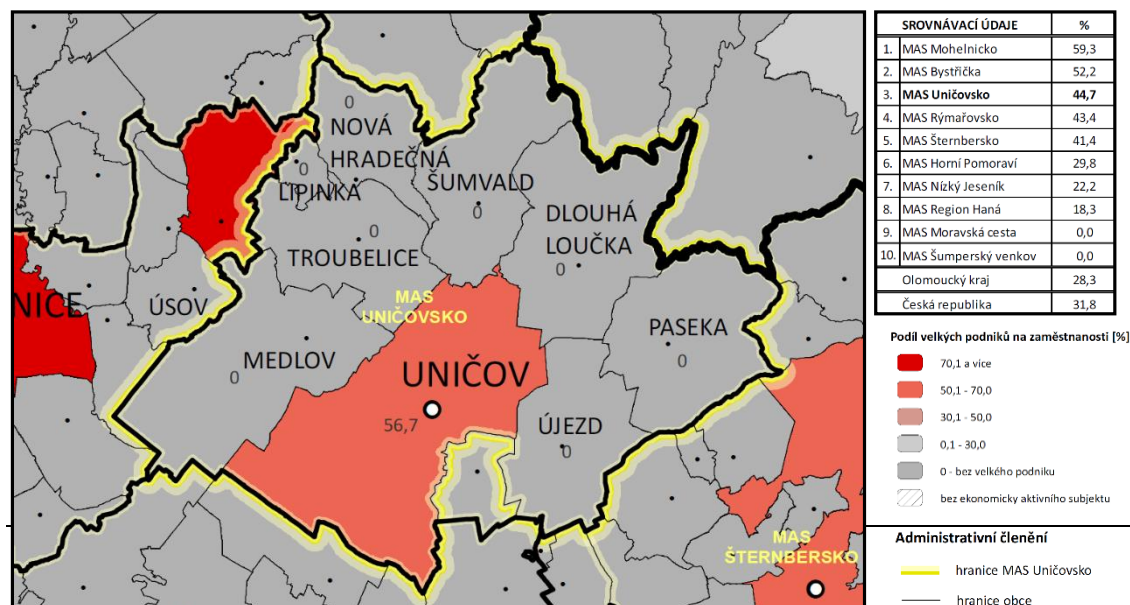 0
NOVÁ
HRADEČNÁ
0
LIPINKA
ŠUMVALD
0
DLOUHÁ
LOUČKA
0
0
TROUBELICE
NICE
ÚSOV
MAS
UNIČOVSKO
PASEKA
0
MEDLOV
0
UNIČOV
56,7
ÚJEZD
0
MAS
ŠTERNBERSKO
SROVNÁVACÍ ÚDAJE %
1. MAS Mohelnicko 59,3
2. MAS Bystřička 52,2
3. MAS Uničovsko 44,7
4. MAS Rýmařovsko 43,4
5. MAS Šternbersko 41,4
6. MAS Horní Pomoraví 29,8
7. MAS Nízký Jeseník 22,2
8. MAS Region Haná 18,3
9. MAS Moravská cesta 0,0
10. MAS Šumperský venkov 0,0
Olomoucký kraj 28,3
Česká republika 31,8
Podíl velkých podniků na zaměstnanosti [%]
70,1 a více
50,1 - 70,0
30,1 - 50,0
0,1 - 30,0
0 - bez velkého podniku
bez ekonomicky aktivního subjektu
Administrativní členění
hranice MAS Uničovsko
hranice obce